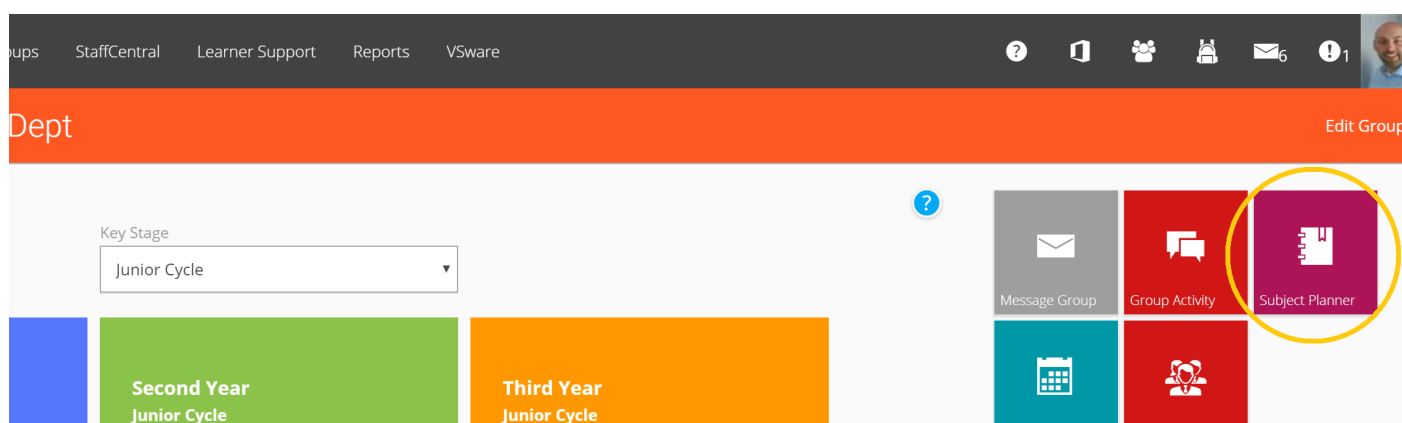 StaffCentral Learner Support Reports VSware
? 6 ! 1
Dept
Edit Group
?
Key Stage
Junior Cycle
Message Group Group Activity Subject Planner
Second Year Third Year
Junior Cycle Junior Cycle